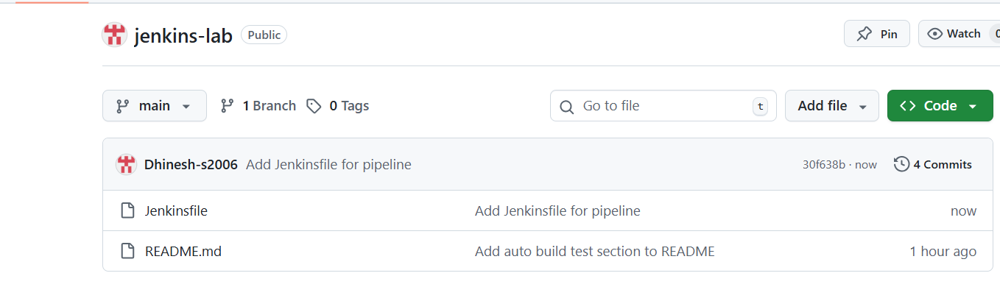 jenkins-lab Public Pin Watch 0
main 1 Branch 0 Tags Go to file t Add file Code
Dhinesh-s2006 Add Jenkinsfile for pipeline 30f638b · now 4 Commits
Jenkinsfile Add Jenkinsfile for pipeline now
README.md Add auto build test section to README 1 hour ago